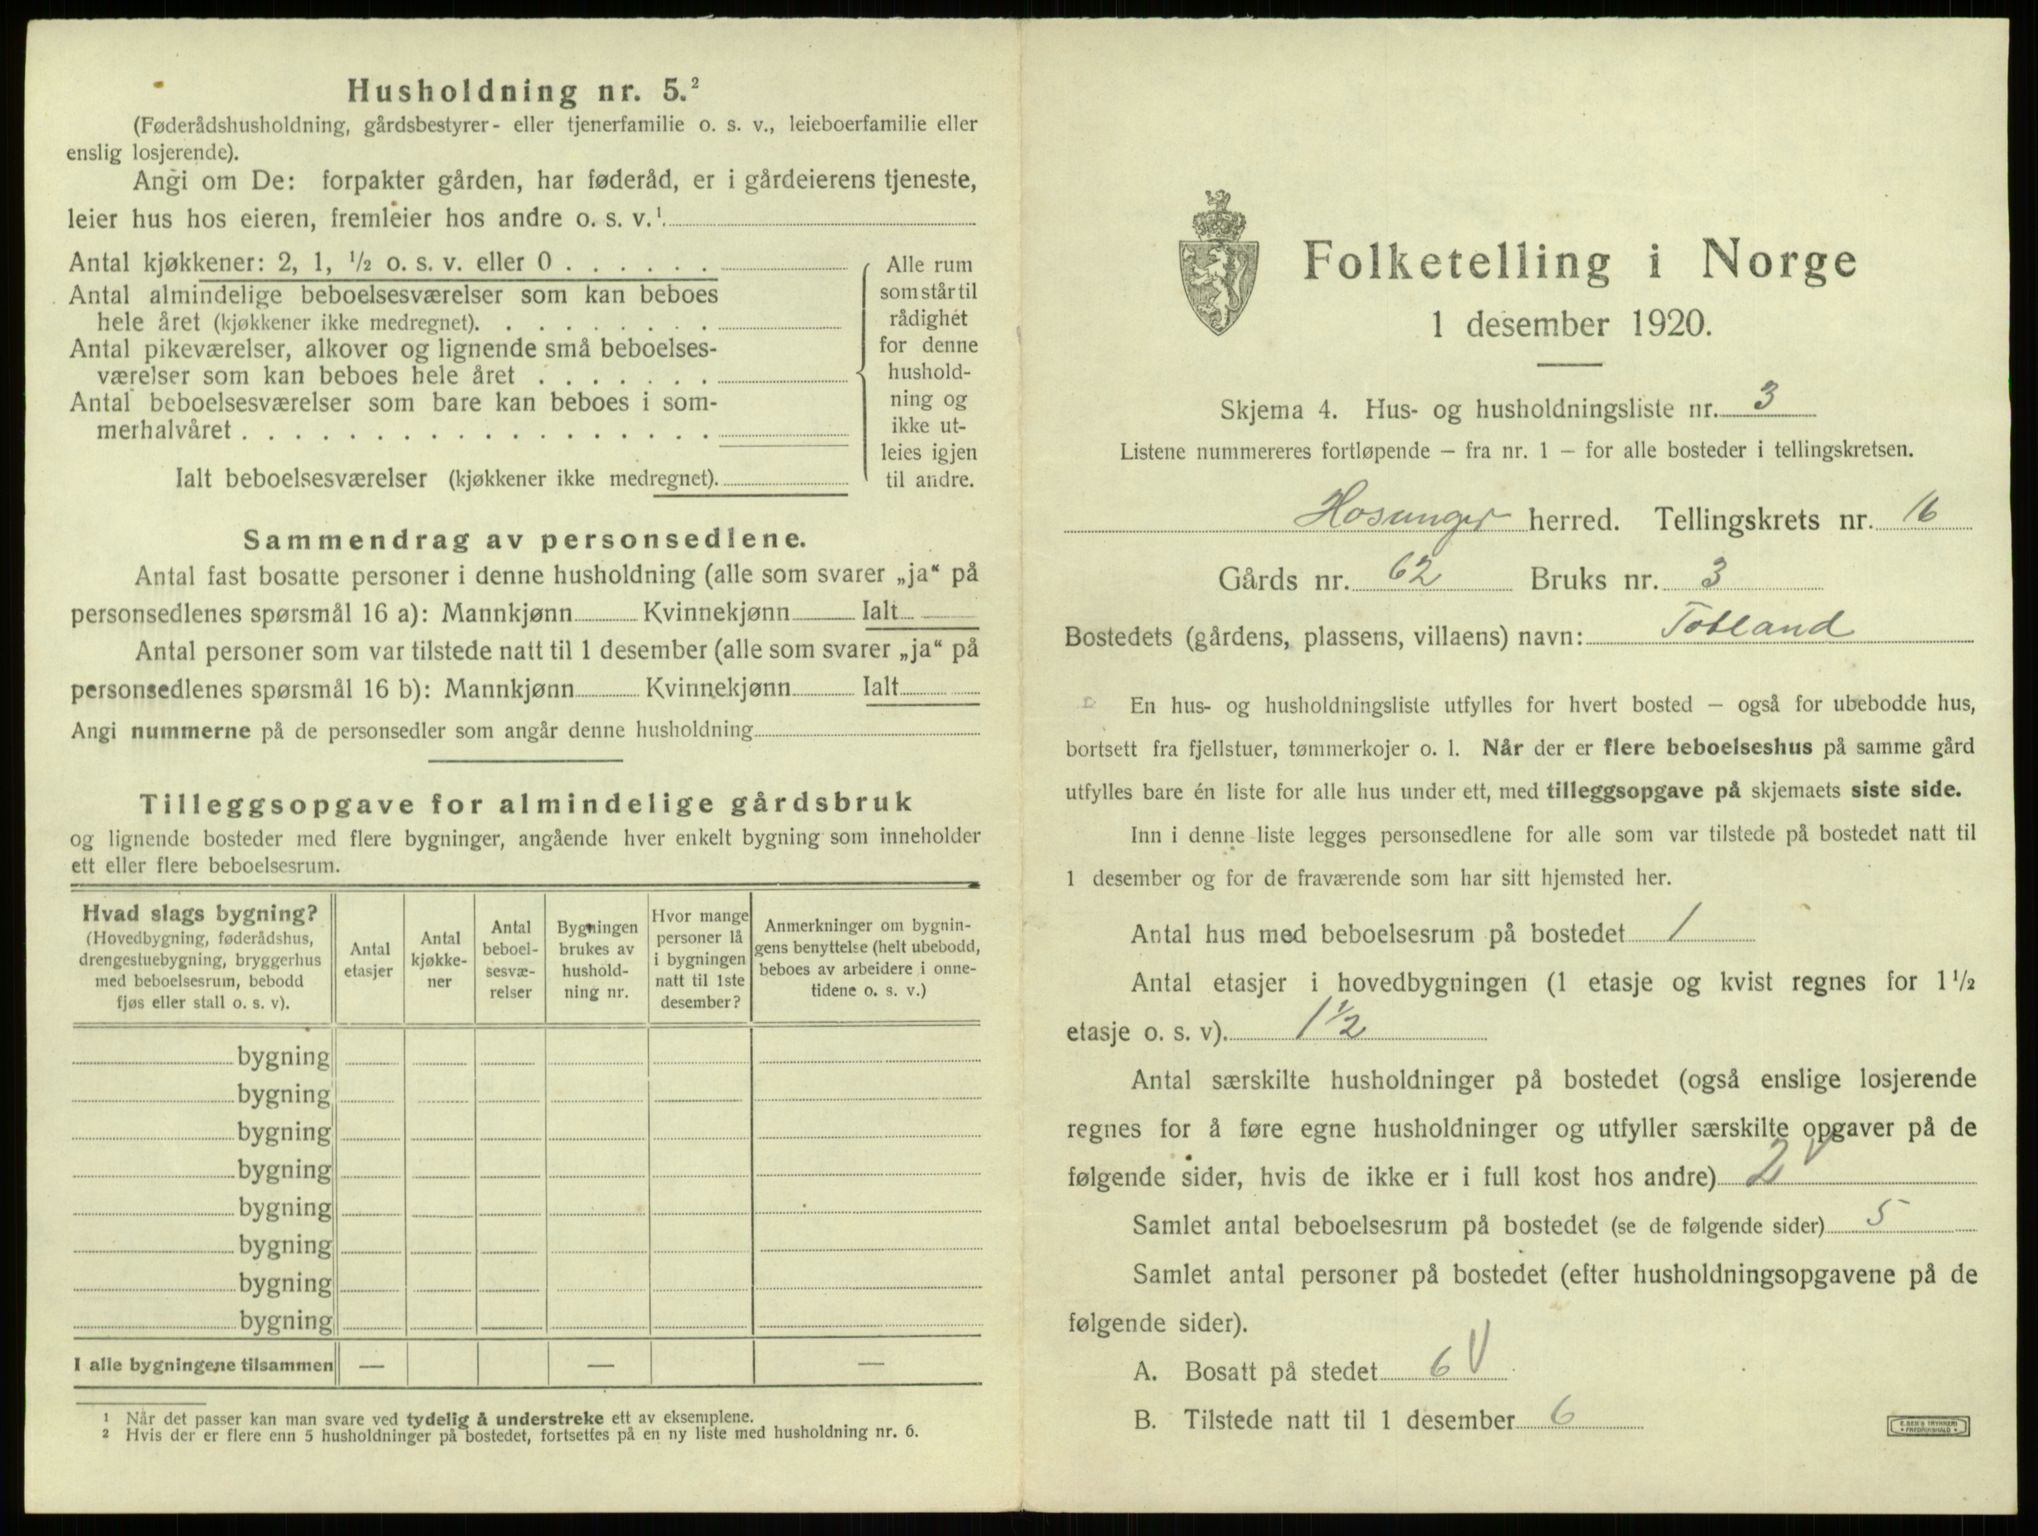 Husholdning nr. 5.²
(Føderådshusholdning, gårdsbestyrer- eller tjenerfamilie o. s. v., leieboerfamilie eller
enslig losjerende).
Angi om De: forpakter gården, har føderåd, er i gårdeierens tjeneste,
leier hus hos eieren, fremleier hos andre o. s. v.¹
Antal kjøkkener: 2, 1, ½ o. s. v. eller 0 . . . . . .
Antal almindelige beboelsesværelser som kan beboes
hele året (kjøkkener ikke medregnet). . . . . . . . .
Antal pikeværelser, alkover og lignende små beboelses-
værelser som kan beboes hele året . . . . . . .
Antal beboelsesværelser som bare kan beboes i som-
merhalvåret . . . . . . . . . . . . . . . . . .
Ialt beboelsesværelser (kjøkkener ikke medregnet).
Alle rum
som står til
rådighet
for denne
hushold-
ning og
ikke ut-
leies igjen
til andre.
Sammendrag av personsedlene.
Antal fast bosatte personer i denne husholdning (alle som svarer „ja“ på
personsedlenes spørsmål 16 a): Mannkjønn Kvinnekjønn Ialt
Antal personer som var tilstede natt til 1 desember (alle som svarer „ja“ på
personsedlenes spørsmål 16 b): Mannkjønn Kvinnekjønn Ialt
Angi nummerne på de personsedler som angår denne husholdning
Tilleggsopgave for almindelige gårdsbruk
og lignende bosteder med flere bygninger, angående hver enkelt bygning som inneholder
ett eller flere beboelsesrum.
Hvad slags bygning?
(Hovedbygning, føderådshus,
drengestuebygning, bryggerhus
med beboelsesrum, bebodd
fjøs eller stall o. s. v).
Antal
etasjer
Antal
kjøkke-
ner
Antal
beboel-
sesvæ-
relser
Bygningen
brukes av
hushold-
ning nr.
Hvor mange
personer lå
i bygningen
natt til 1ste
desember?
Anmerkninger om bygnin-
gens benyttelse (helt ubebodd,
beboes av arbeidere i onne-
tidene o. s. v.)
bygning
bygning
bygning
bygning
bygning
bygning
bygning
bygning
I alle bygningene tilsammen — — —
¹ Når det passer kan man svare ved tydelig å understreke ett av eksemplene.
² Hvis der er flere enn 5 husholdninger på bostedet, fortsettes på en ny liste med husholdning nr. 6.
Folketelling i Norge
1 desember 1920.
Skjema 4. Hus- og husholdningsliste nr. 3
Listene nummereres fortløpende – fra nr. 1 – for alle bosteder i tellingskretsen.
Hosanger herred. Tellingskrets nr. 16
Gårds nr. 62 Bruks nr. 3
Bostedets (gårdens, plassens, villaens) navn: Totland
En hus- og husholdningsliste utfylles for hvert bosted – også for ubebodde hus,
bortsett fra fjellstuer, tømmerkojer o. l. Når der er flere beboelseshus på samme gård
utfylles bare én liste for alle hus under ett, med tilleggsopgave på skjemaets siste side.
Inn i denne liste legges personsedlene for alle som var tilstede på bostedet natt til
1 desember og for de fraværende som har sitt hjemsted her.
Antal hus med beboelsesrum på bostedet 1
Antal etasjer i hovedbygningen (1 etasje og kvist regnes for 1½
etasje o. s. v). 1½
Antal særskilte husholdninger på bostedet (også enslige losjerende
regnes for å føre egne husholdninger og utfyller særskilte opgaver på de
følgende sider, hvis de ikke er i full kost hos andre) 2 V
Samlet antal beboelsesrum på bostedet (se de følgende sider) 5
Samlet antal personer på bostedet (efter husholdningsopgavene på de
følgende sider).
A. Bosatt på stedet 6 V
B. Tilstede natt til 1 desember 6
E. SEM'S TRYKKERI
FREDRIKSHALD